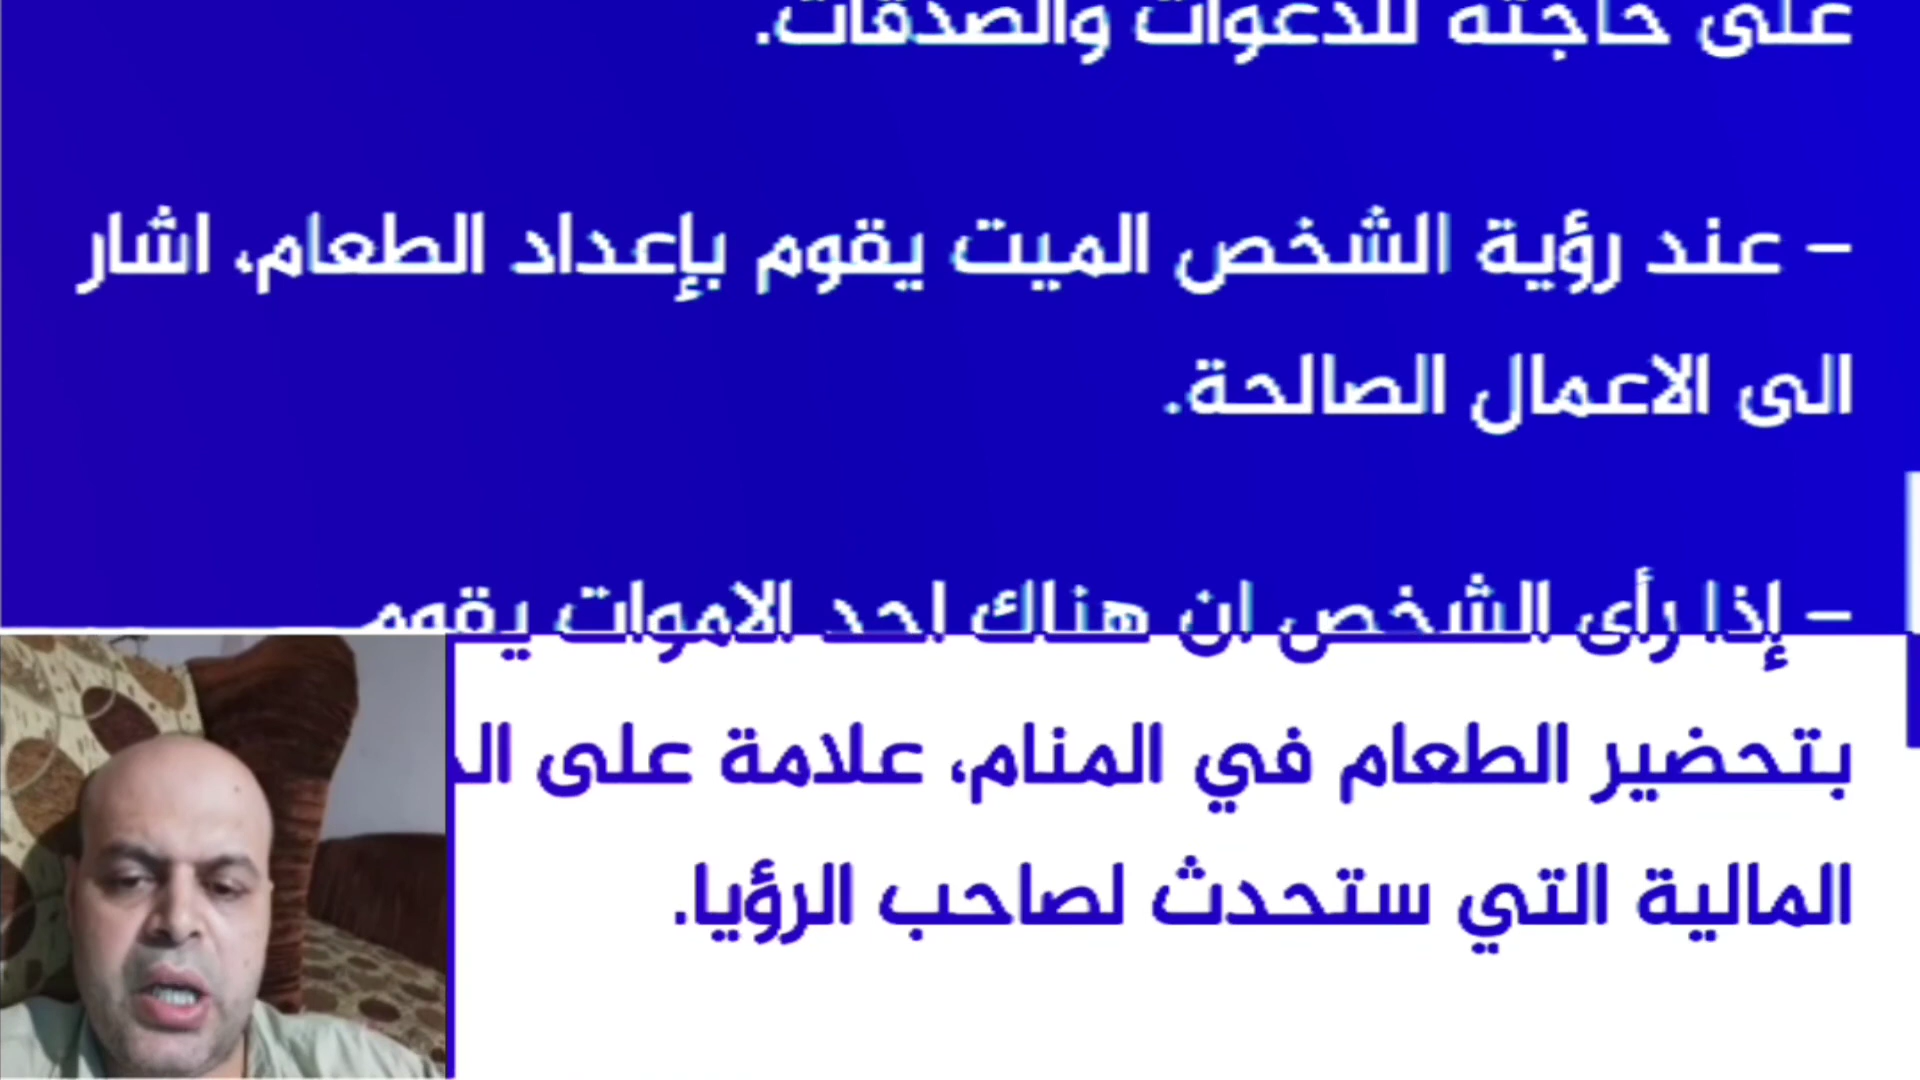 على حاجته للدعوات والصدقات.
– عند رؤية الشخص الميت يقوم بإعداد الطعام، اشار
الى الاعمال الصالحة.
– إذا رأى الشخص ان هناك احد الاموات يقوم
بتحضير الطعام في المنام، علامة على
المالية التي ستحدث لصاحب الرؤيا.